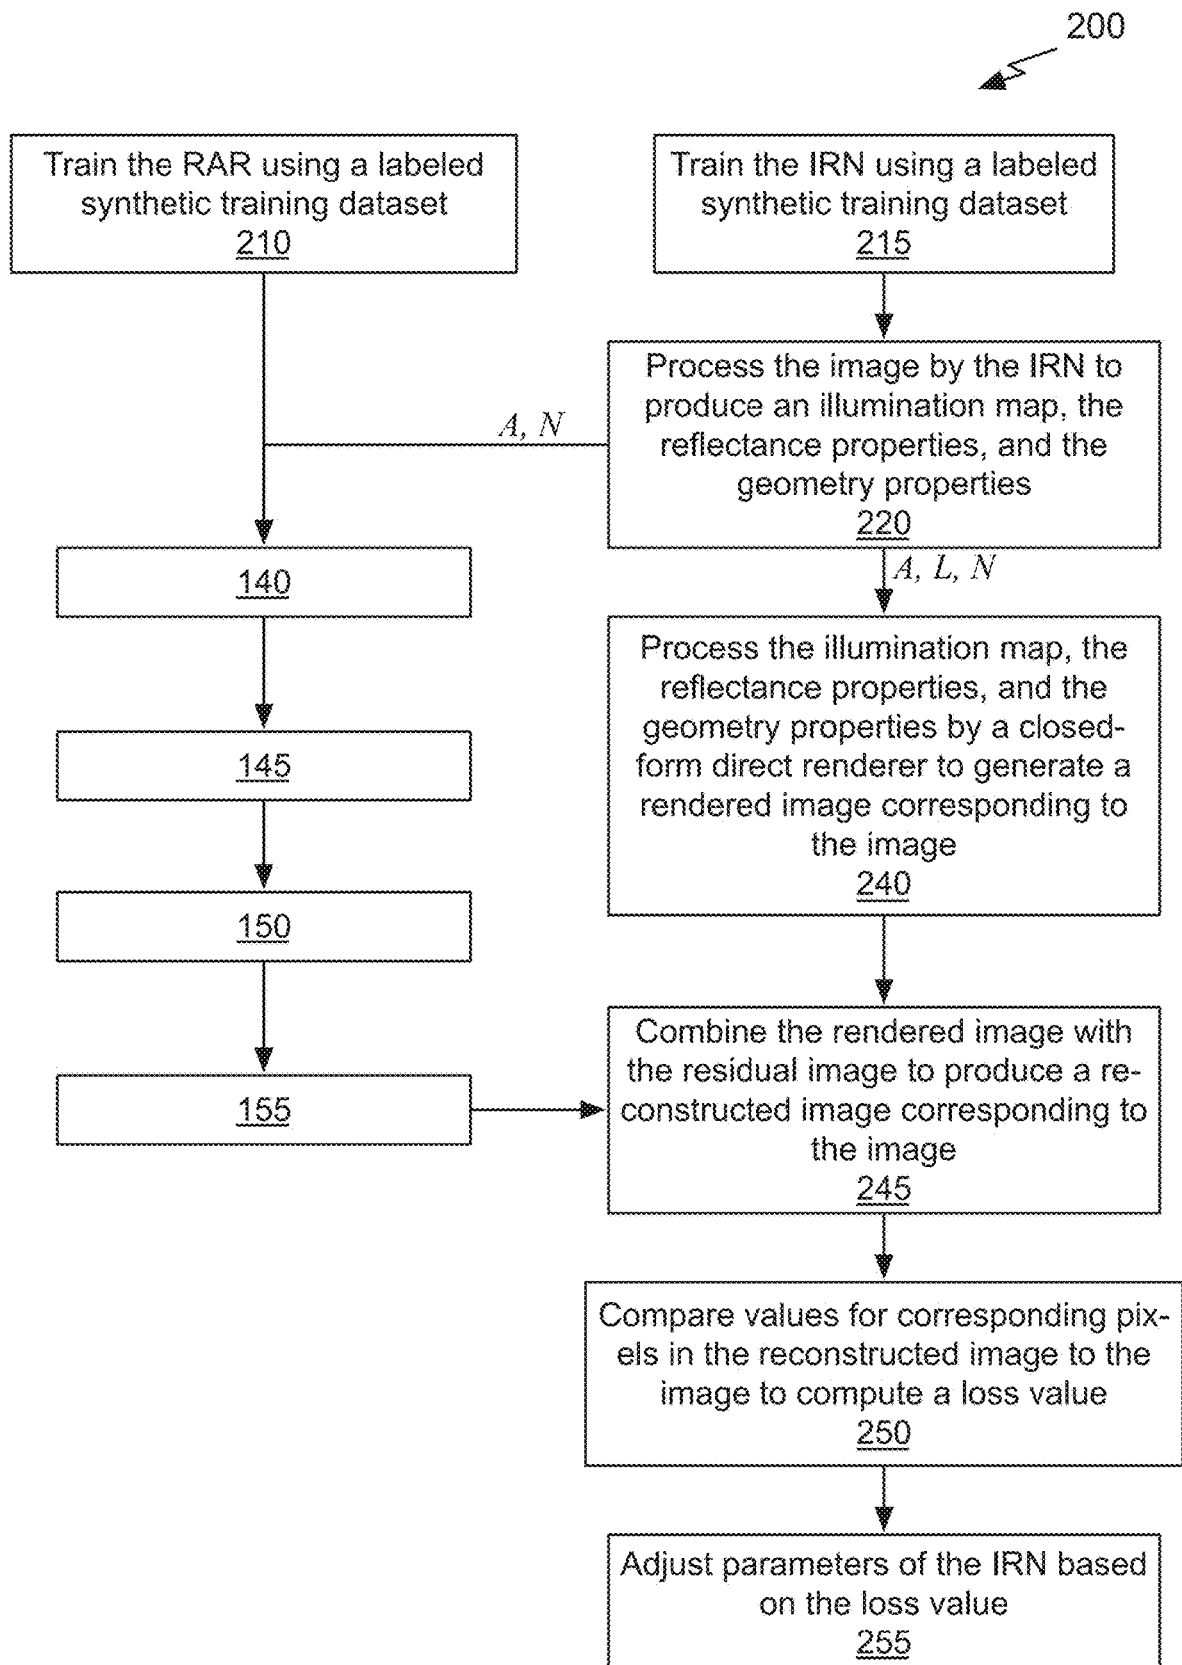 200
Train the RAR using a labeled
synthetic training dataset
210
Train the IRN using a labeled
synthetic training dataset
215
Process the image by the IRN to
produce an illumination map, the
reflectance properties, and the
geometry properties
220
A, N
A, L, N
140
145
150
155
Process the illumination map, the
reflectance properties, and the
geometry properties by a closed-
form direct renderer to generate a
rendered image corresponding to
the image
240
Combine the rendered image with
the residual image to produce a re-
constructed image corresponding to
the image
245
Compare values for corresponding pix-
els in the reconstructed image to the
image to compute a loss value
250
Adjust parameters of the IRN based
on the loss value
255